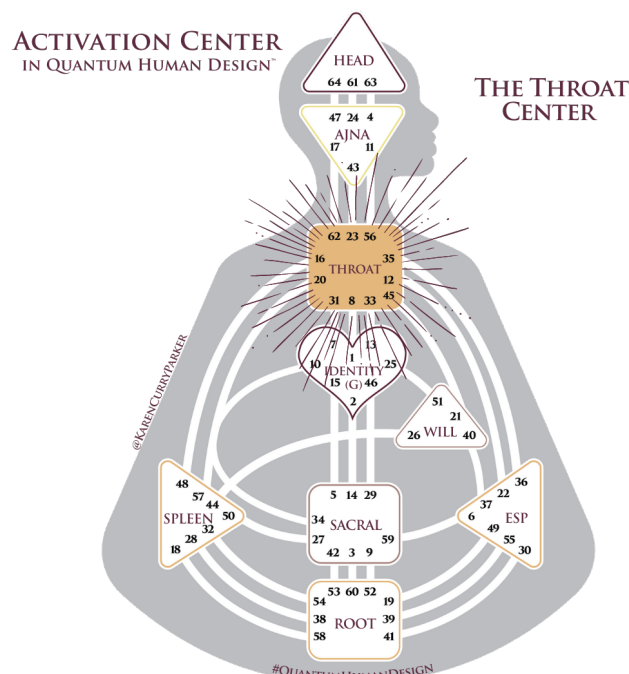 ACTIVATION CENTER
IN QUANTUM HUMAN DESIGN™
THE THROAT
CENTER
HEAD
64 61 63
47 24 4
AJNA
17 11
43
62 23 56
16 35
THROAT
20 12
45
31 8 33
7 13
1
10 25
IDENTITY
(G)
15 46
2
51
21
26 WILL 40
@KARENCURRYPARKER
48
57
44
SPLEEN 50
32
28
18
5 14 29
34 SACRAL
27 59
42 3 9
36
22
37
6 ESP
49
55
30
53 60 52
54 19
38 ROOT 39
58 41
#QUANTUMHUMANDESIGN